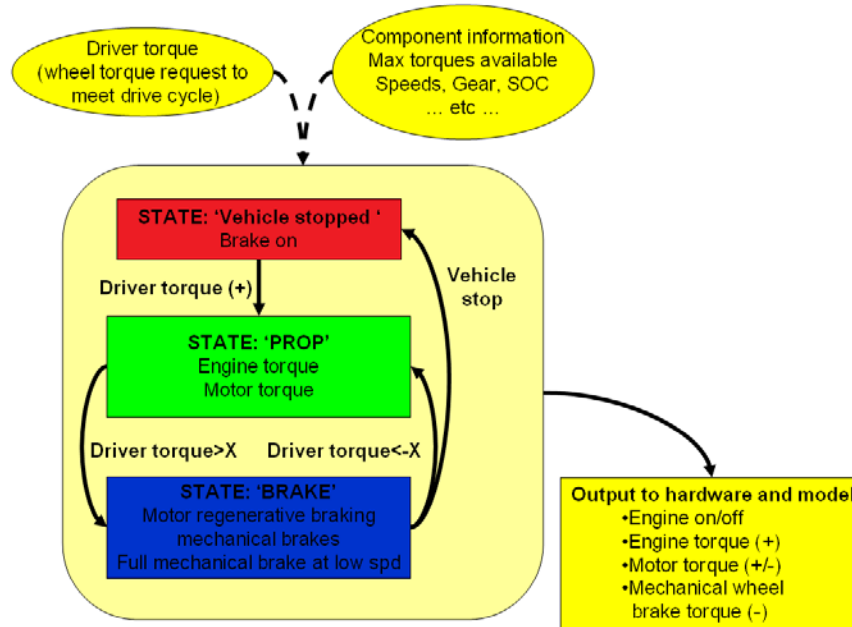 Driver torque
(wheel torque request to
meet drive cycle)
Component information
Max torques available
Speeds, Gear, SOC
... etc ...
STATE: ‘Vehicle stopped ‘
Brake on
Vehicle
stop
Driver torque (+)
STATE: ‘PROP’
Engine torque
Motor torque
Driver torque>X
Driver torque<-X
STATE: ‘BRAKE’
Motor regenerative braking
mechanical brakes
Full mechanical brake at low spd
Output to hardware and model
•Engine on/off
•Engine torque (+)
•Motor torque (+/-)
•Mechanical wheel
brake torque (-)